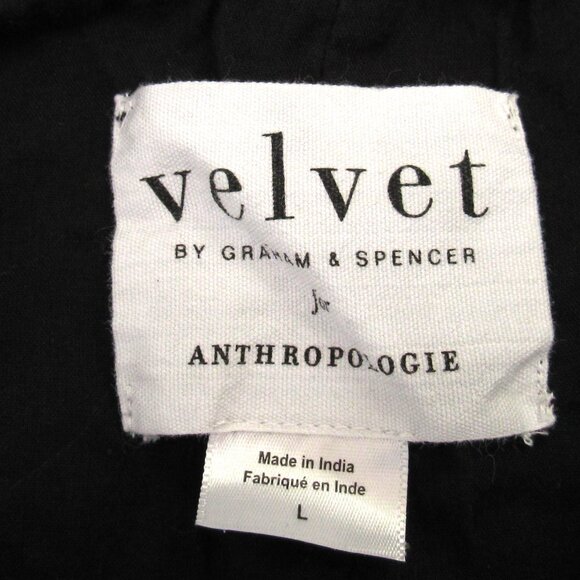 velvet
BY GRAHAM & SPENCER
for
ANTHROPOLOGIE
Made in India
Fabriqué en Inde
L